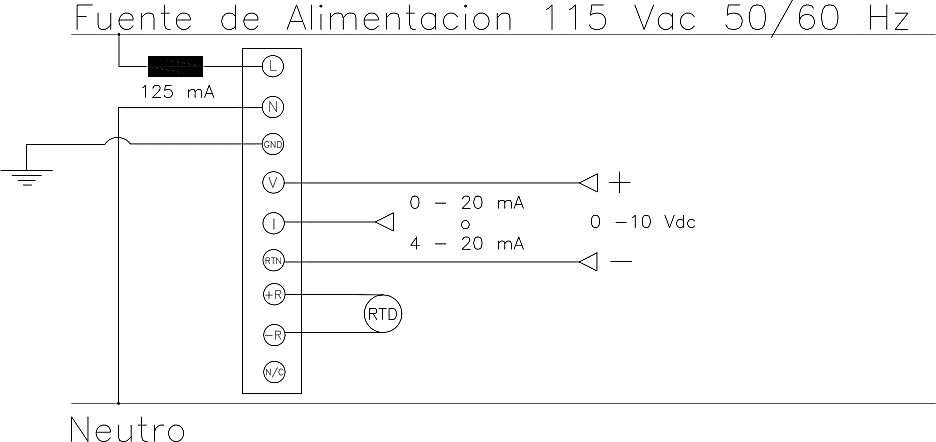 Fuente de Alimentacion 115 Vac 50/60 Hz
L
125 mA
N
GND
V
+
0 - 20 mA
I
o
0 -10 Vdc
4 - 20 mA
RTN
-
+R
RTD
-R
N/C
Neutro